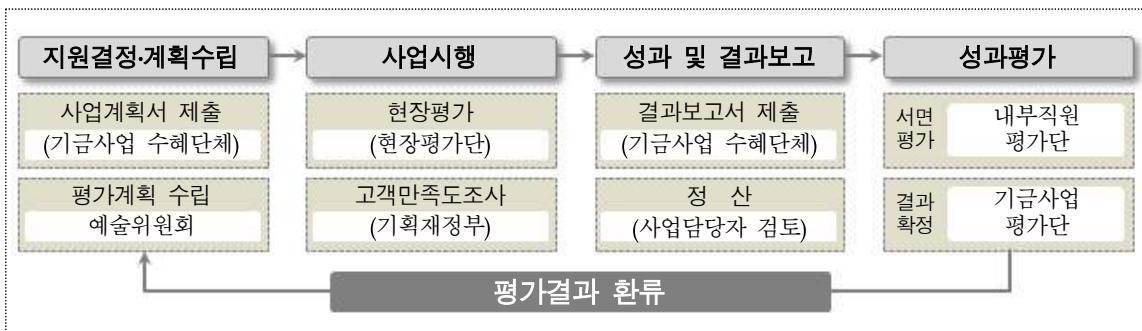 지원결정·계획수립
사업계획서 제출
(기금사업 수혜단체)
평가계획 수립
예술위원회
사업시행
현장평가
(현장평가단)
고객만족도조사
(기획재정부)
성과 및 결과보고
결과보고서 제출
(기금사업 수혜단체)
정 산
(사업담당자 검토)
성과평가
서면
평가
내부직원
평가단
결과
확정
기금사업
평가단
평가결과 환류